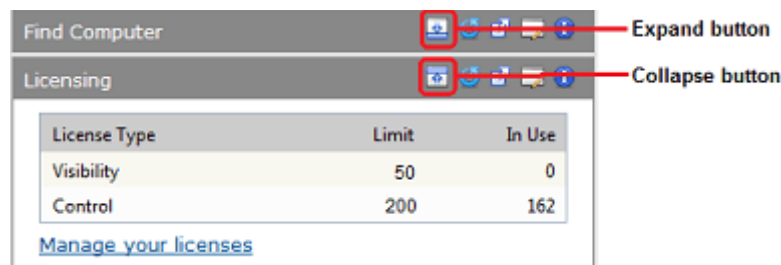 Find Computer Expand button
Licensing Collapse button
License Type Limit In Use
Visibility 50 0
Control 200 162
Manage your licenses